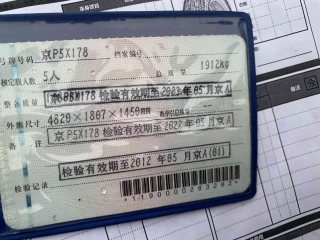 号牌号码 京P5X178 档案编号
核定载人数 5人 总质量 1912kg
整备质量
京P5X178 检验有效期至2023年05月京A
外廓尺寸 4620×1807×1450mm
备注 京P5X178 检验有效期至2022年05月京A
检验有效期至2012年05月京A(01)
检验记录